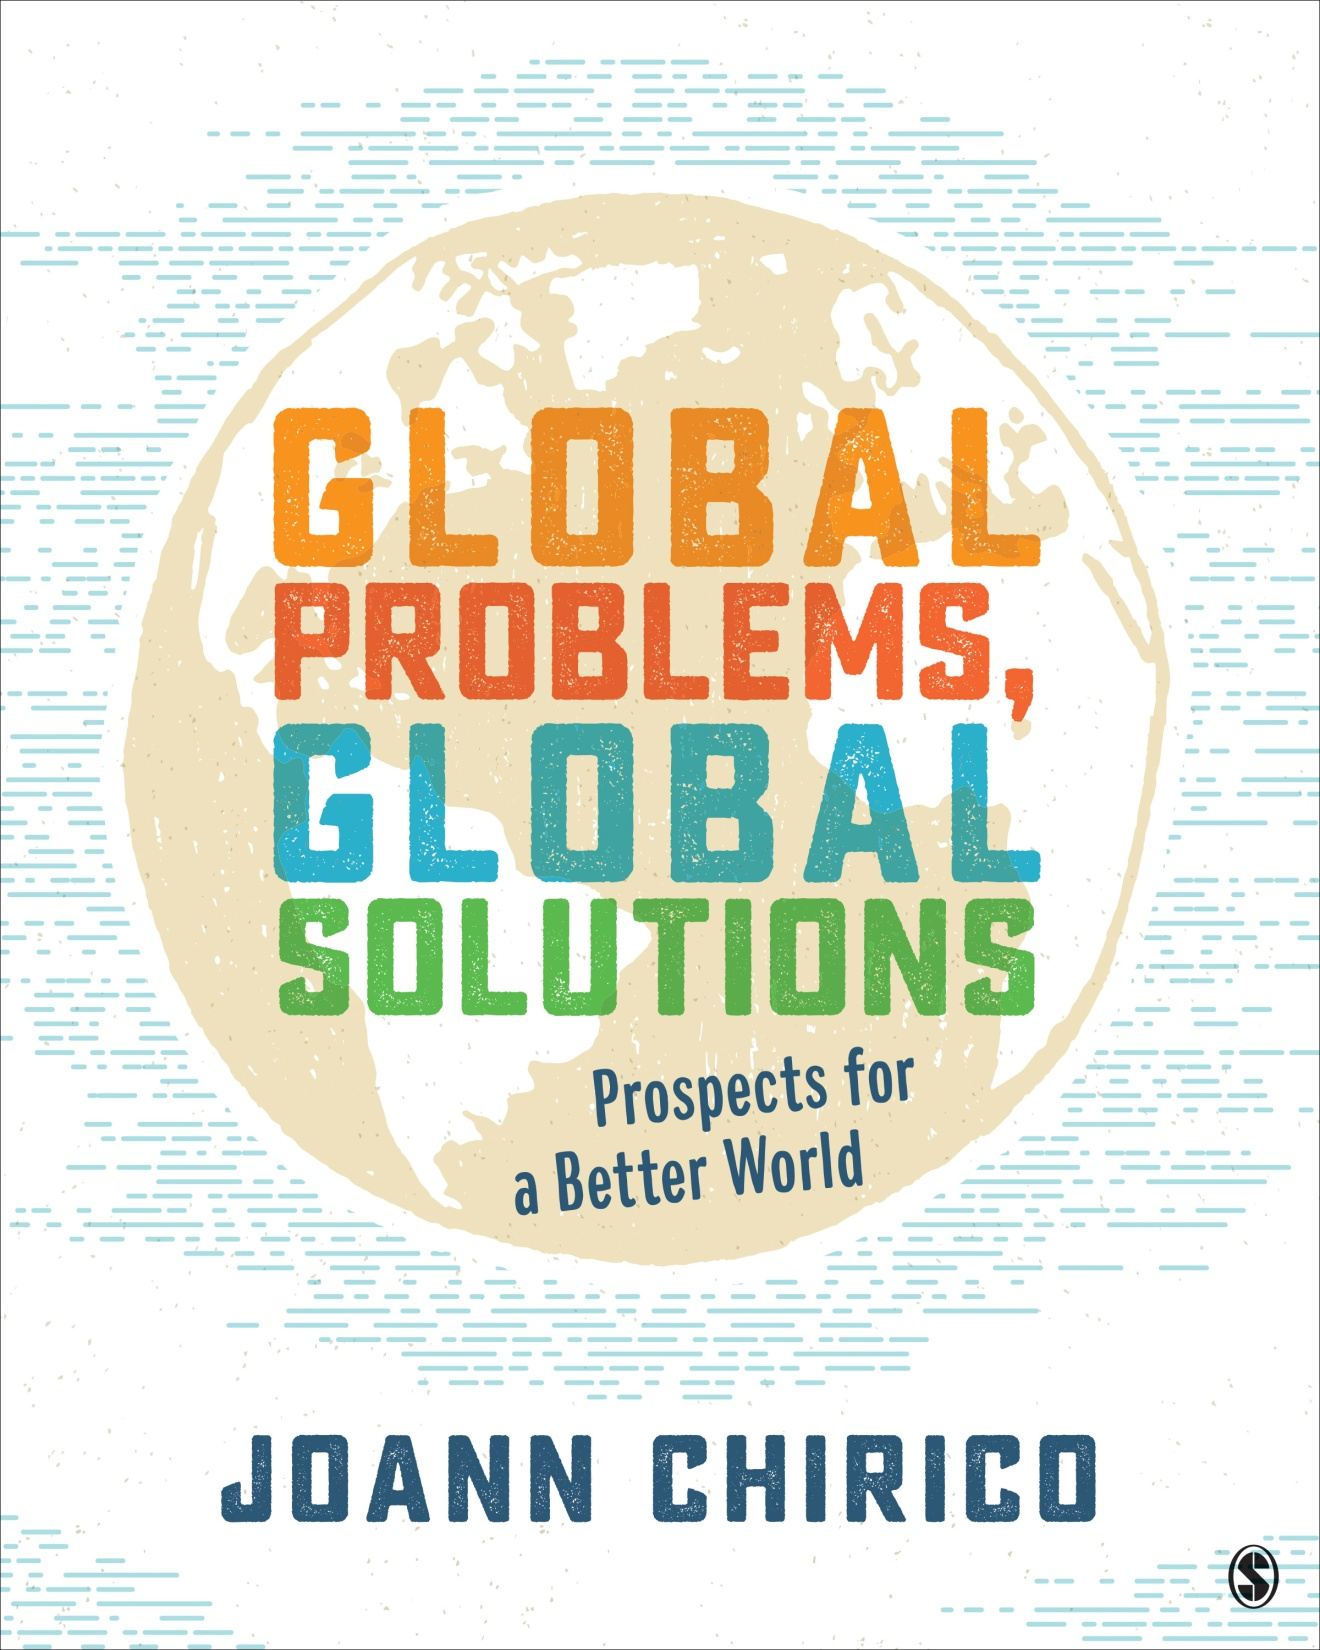 GLOBAL
PROBLEMS,
GLOBAL
SOLUTIONS
Prospects for
a Better World
JOANN CHIRICO
S